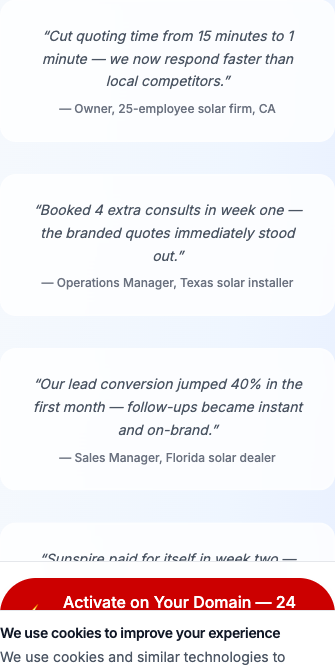 “Cut quoting time from 15 minutes to 1
minute — we now respond faster than
local competitors.”
— Owner, 25-employee solar firm, CA
“Booked 4 extra consults in week one —
the branded quotes immediately stood
out.”
— Operations Manager, Texas solar installer
“Our lead conversion jumped 40% in the
first month — follow-ups became instant
and on-brand.”
— Sales Manager, Florida solar dealer
“Sunspire paid for itself in week two —
Activate on Your Domain — 24
We use cookies to improve your experience
We use cookies and similar technologies to